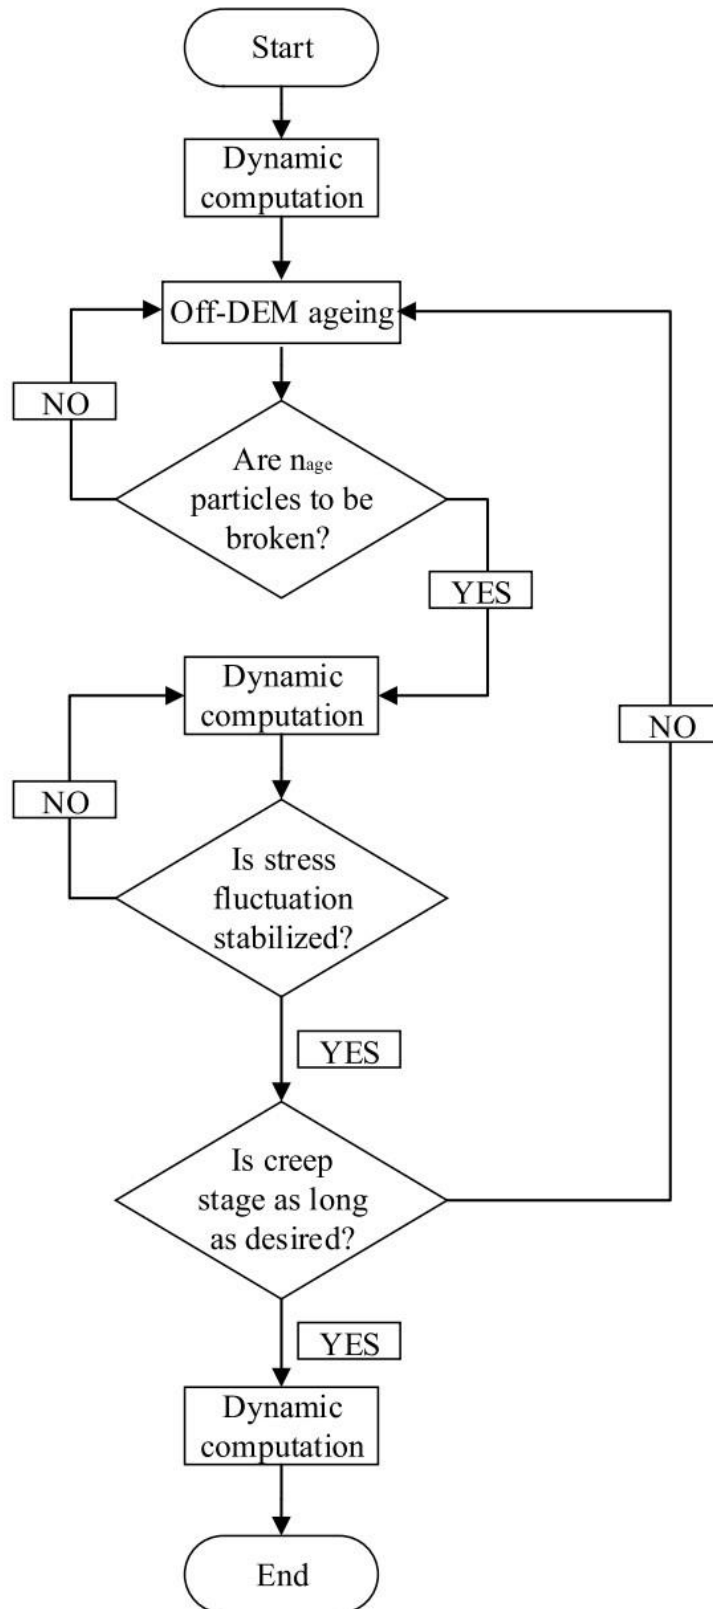 Start
Dynamic
computation
Off-DEM ageing
NO
Are nage
particles to be
broken?
YES
Dynamic
computation
NO
NO
Is stress
fluctuation
stabilized?
YES
Is creep
stage as long
as desired?
YES
Dynamic
computation
End